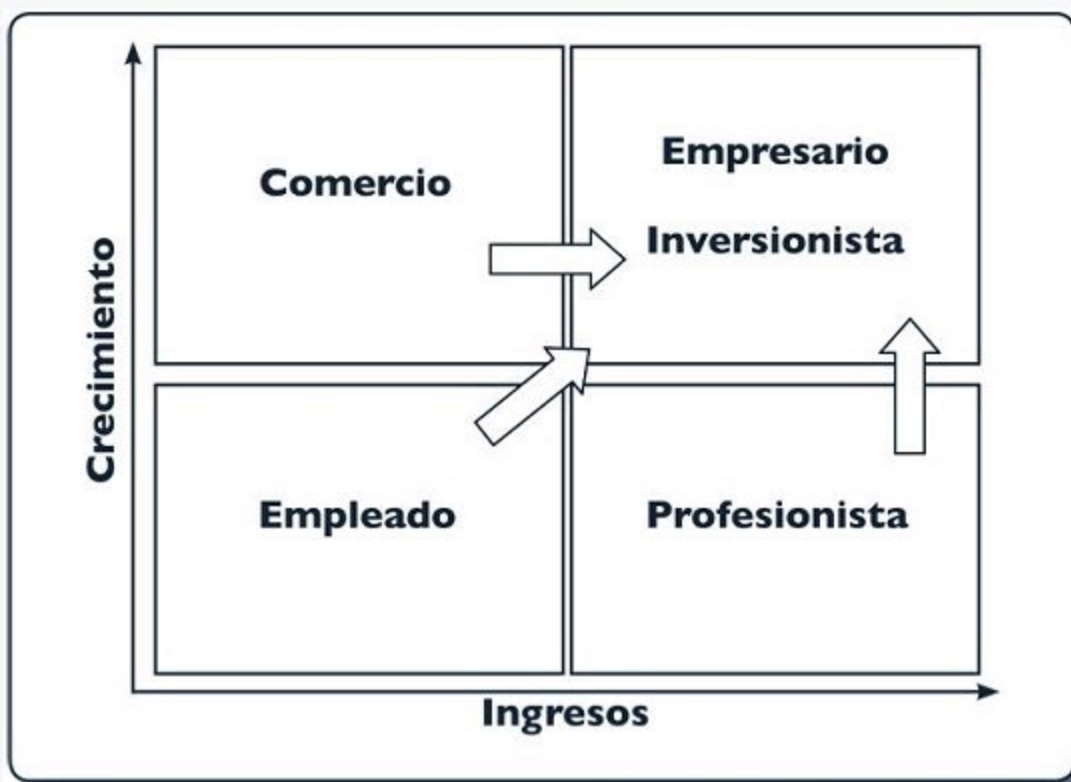 Crecimiento
Comercio
Empresario
Inversionista
Empleado
Profesionista
Ingresos